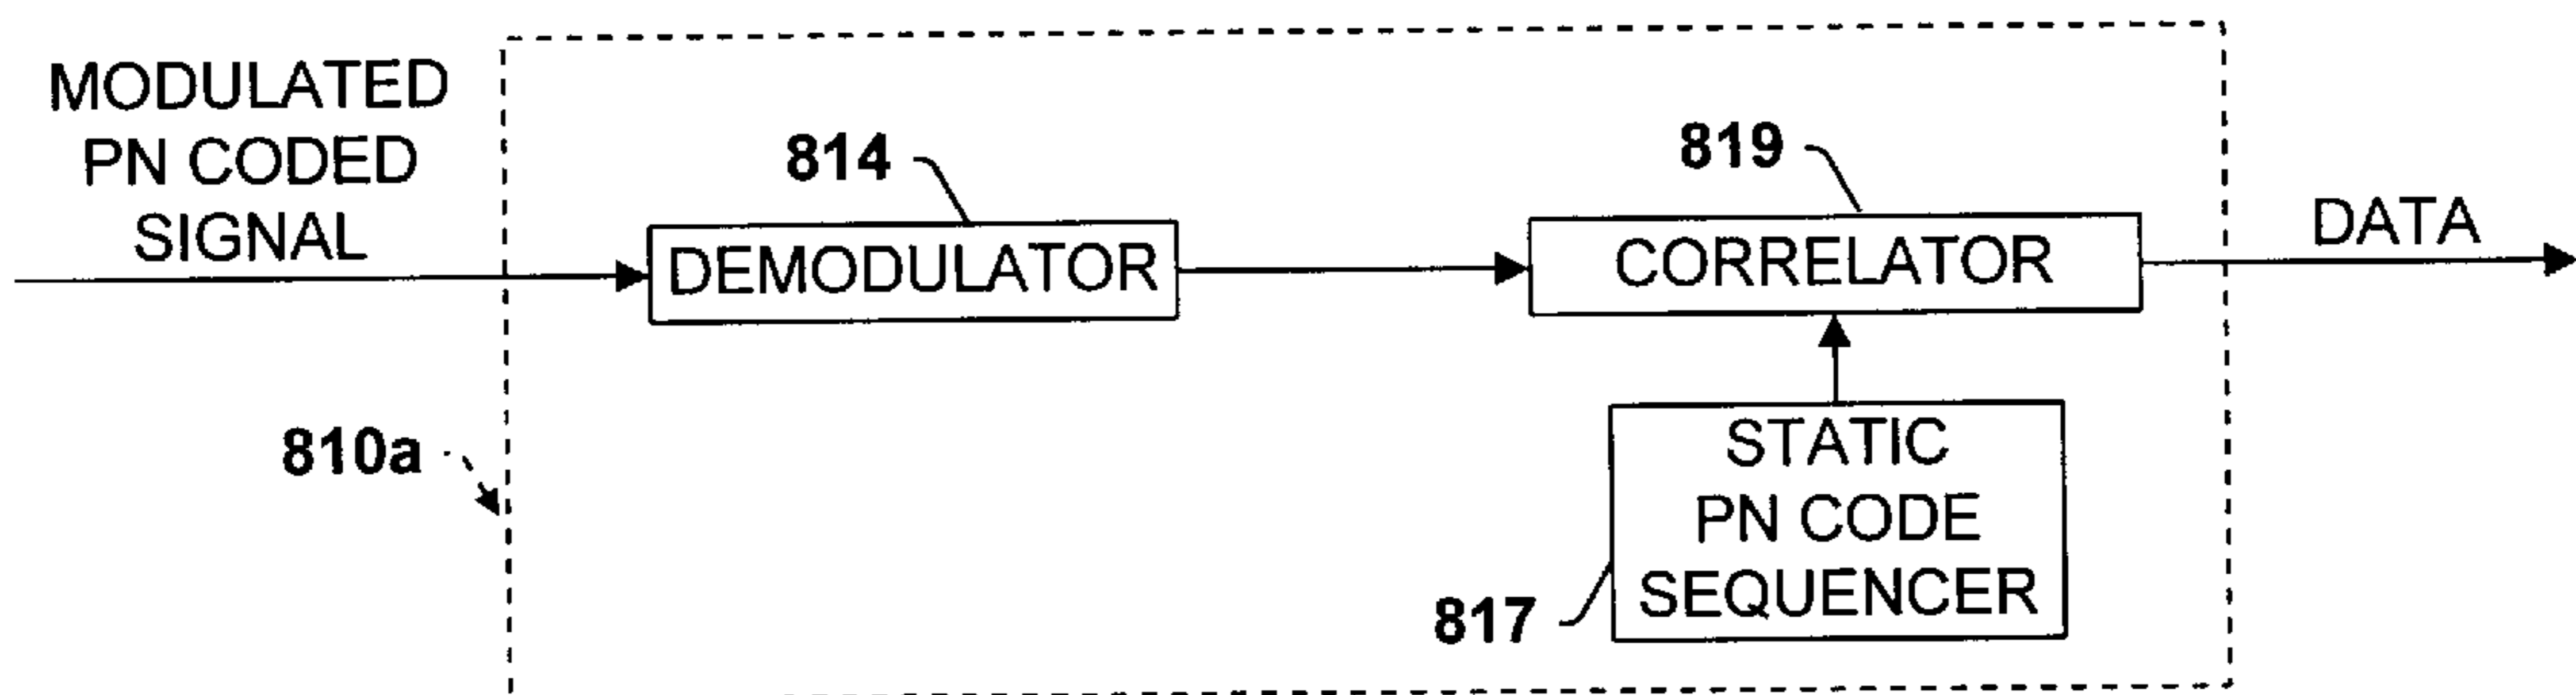 MODULATED
PN CODED
SIGNAL
814
DEMODULATOR
819
CORRELATOR
DATA
810a
STATIC
PN CODE
SEQUENCER
817